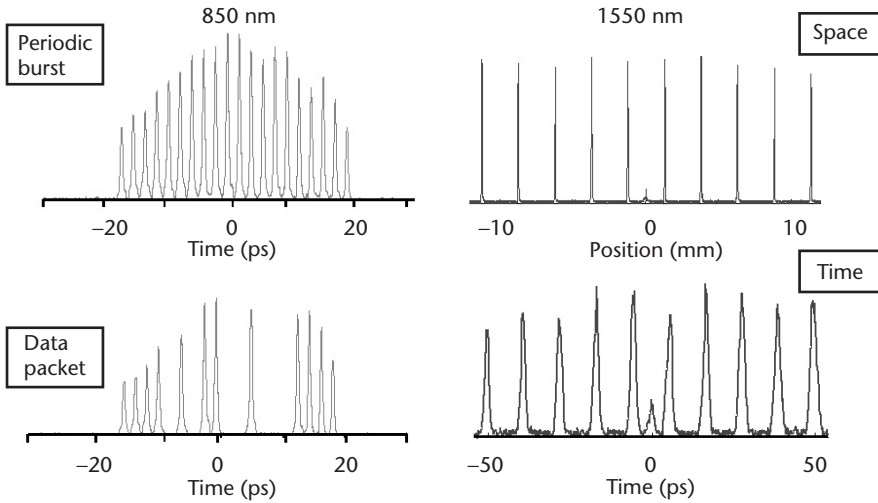 850 nm
1550 nm
Periodic
burst
Space
−20
0
20
Time (ps)
−10
0
10
Position (mm)
Time
Data
packet
−20
0
20
Time (ps)
−50
0
50
Time (ps)